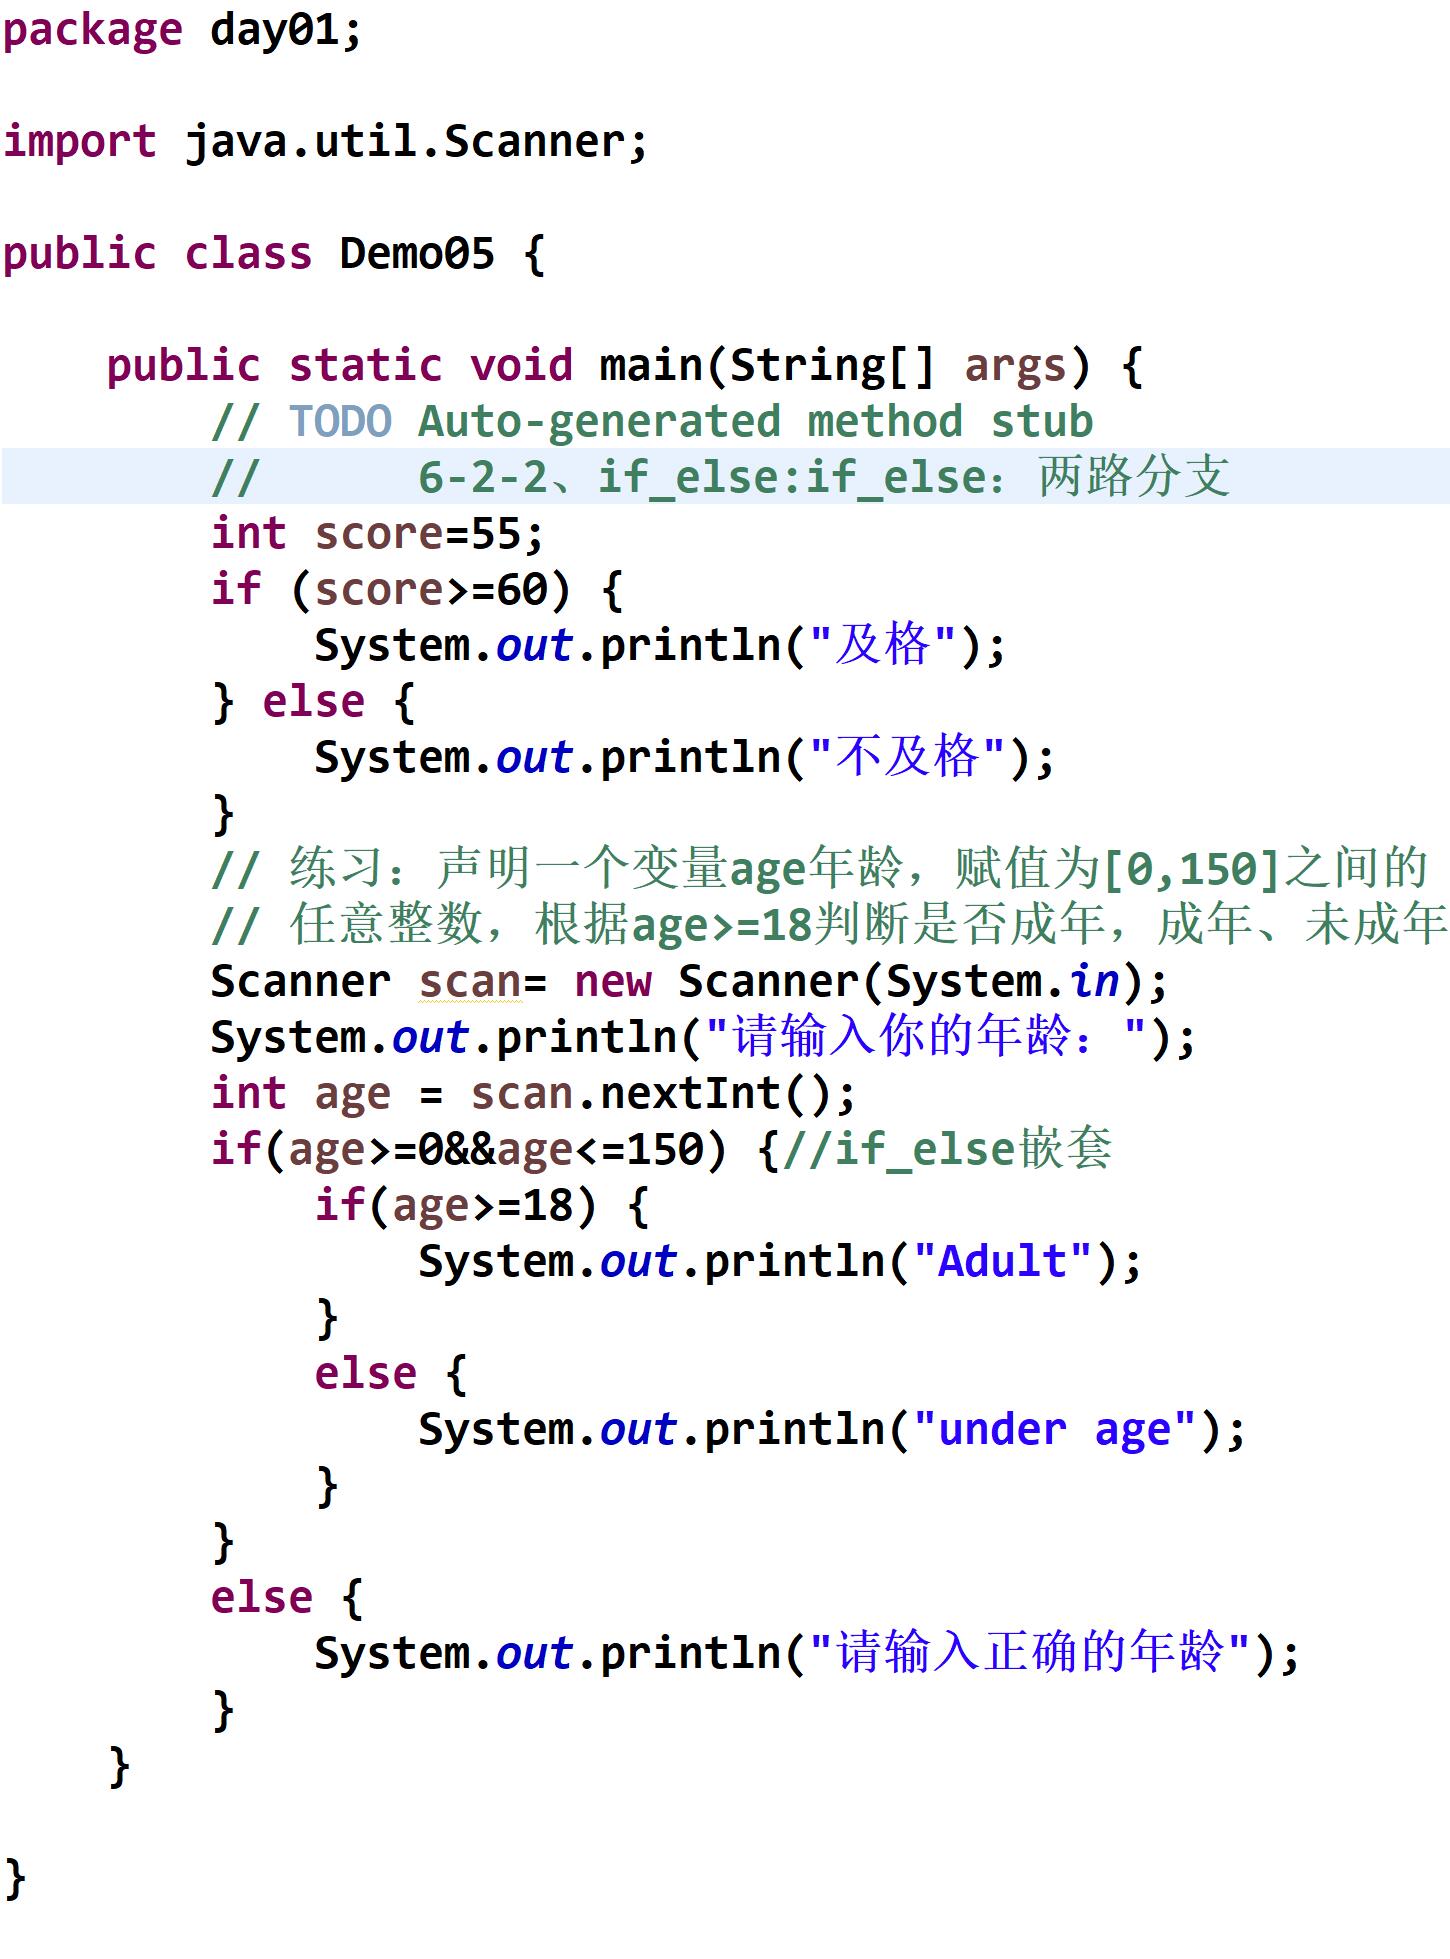 package day01;
import java.util.Scanner;
public class Demo05 {
public static void main(String[] args) {
// TODO Auto-generated method stub
//      6-2-2、if_else:if_else：两路分支
int score=55;
if (score>=60) {
System.out.println("及格");
} else {
System.out.println("不及格");
}
// 练习：声明一个变量age年龄，赋值为[0,150]之间的
// 任意整数，根据age>=18判断是否成年，成年、未成年
Scanner scan= new Scanner(System.in);
System.out.println("请输入你的年龄：");
int age = scan.nextInt();
if(age>=0&&age<=150) {//if_else嵌套
if(age>=18) {
System.out.println("Adult");
}
else {
System.out.println("under age");
}
}
else {
System.out.println("请输入正确的年龄");
}
}
}